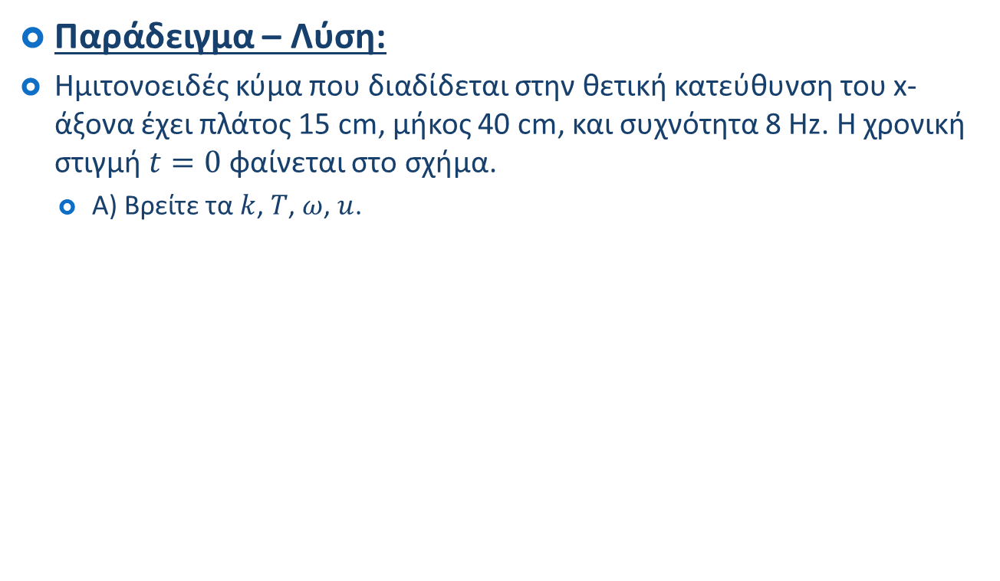 Παράδειγμα – Λύση:
Ημιτονοειδές κύμα που διαδίδεται στην θετική κατεύθυνση του x-
άξονα έχει πλάτος 15 cm, μήκος 40 cm, και συχνότητα 8 Hz. Η χρονική
στιγμή 𝑡 = 0 φαίνεται στο σχήμα.
Α) Βρείτε τα 𝑘, 𝑇, 𝜔, 𝑢.